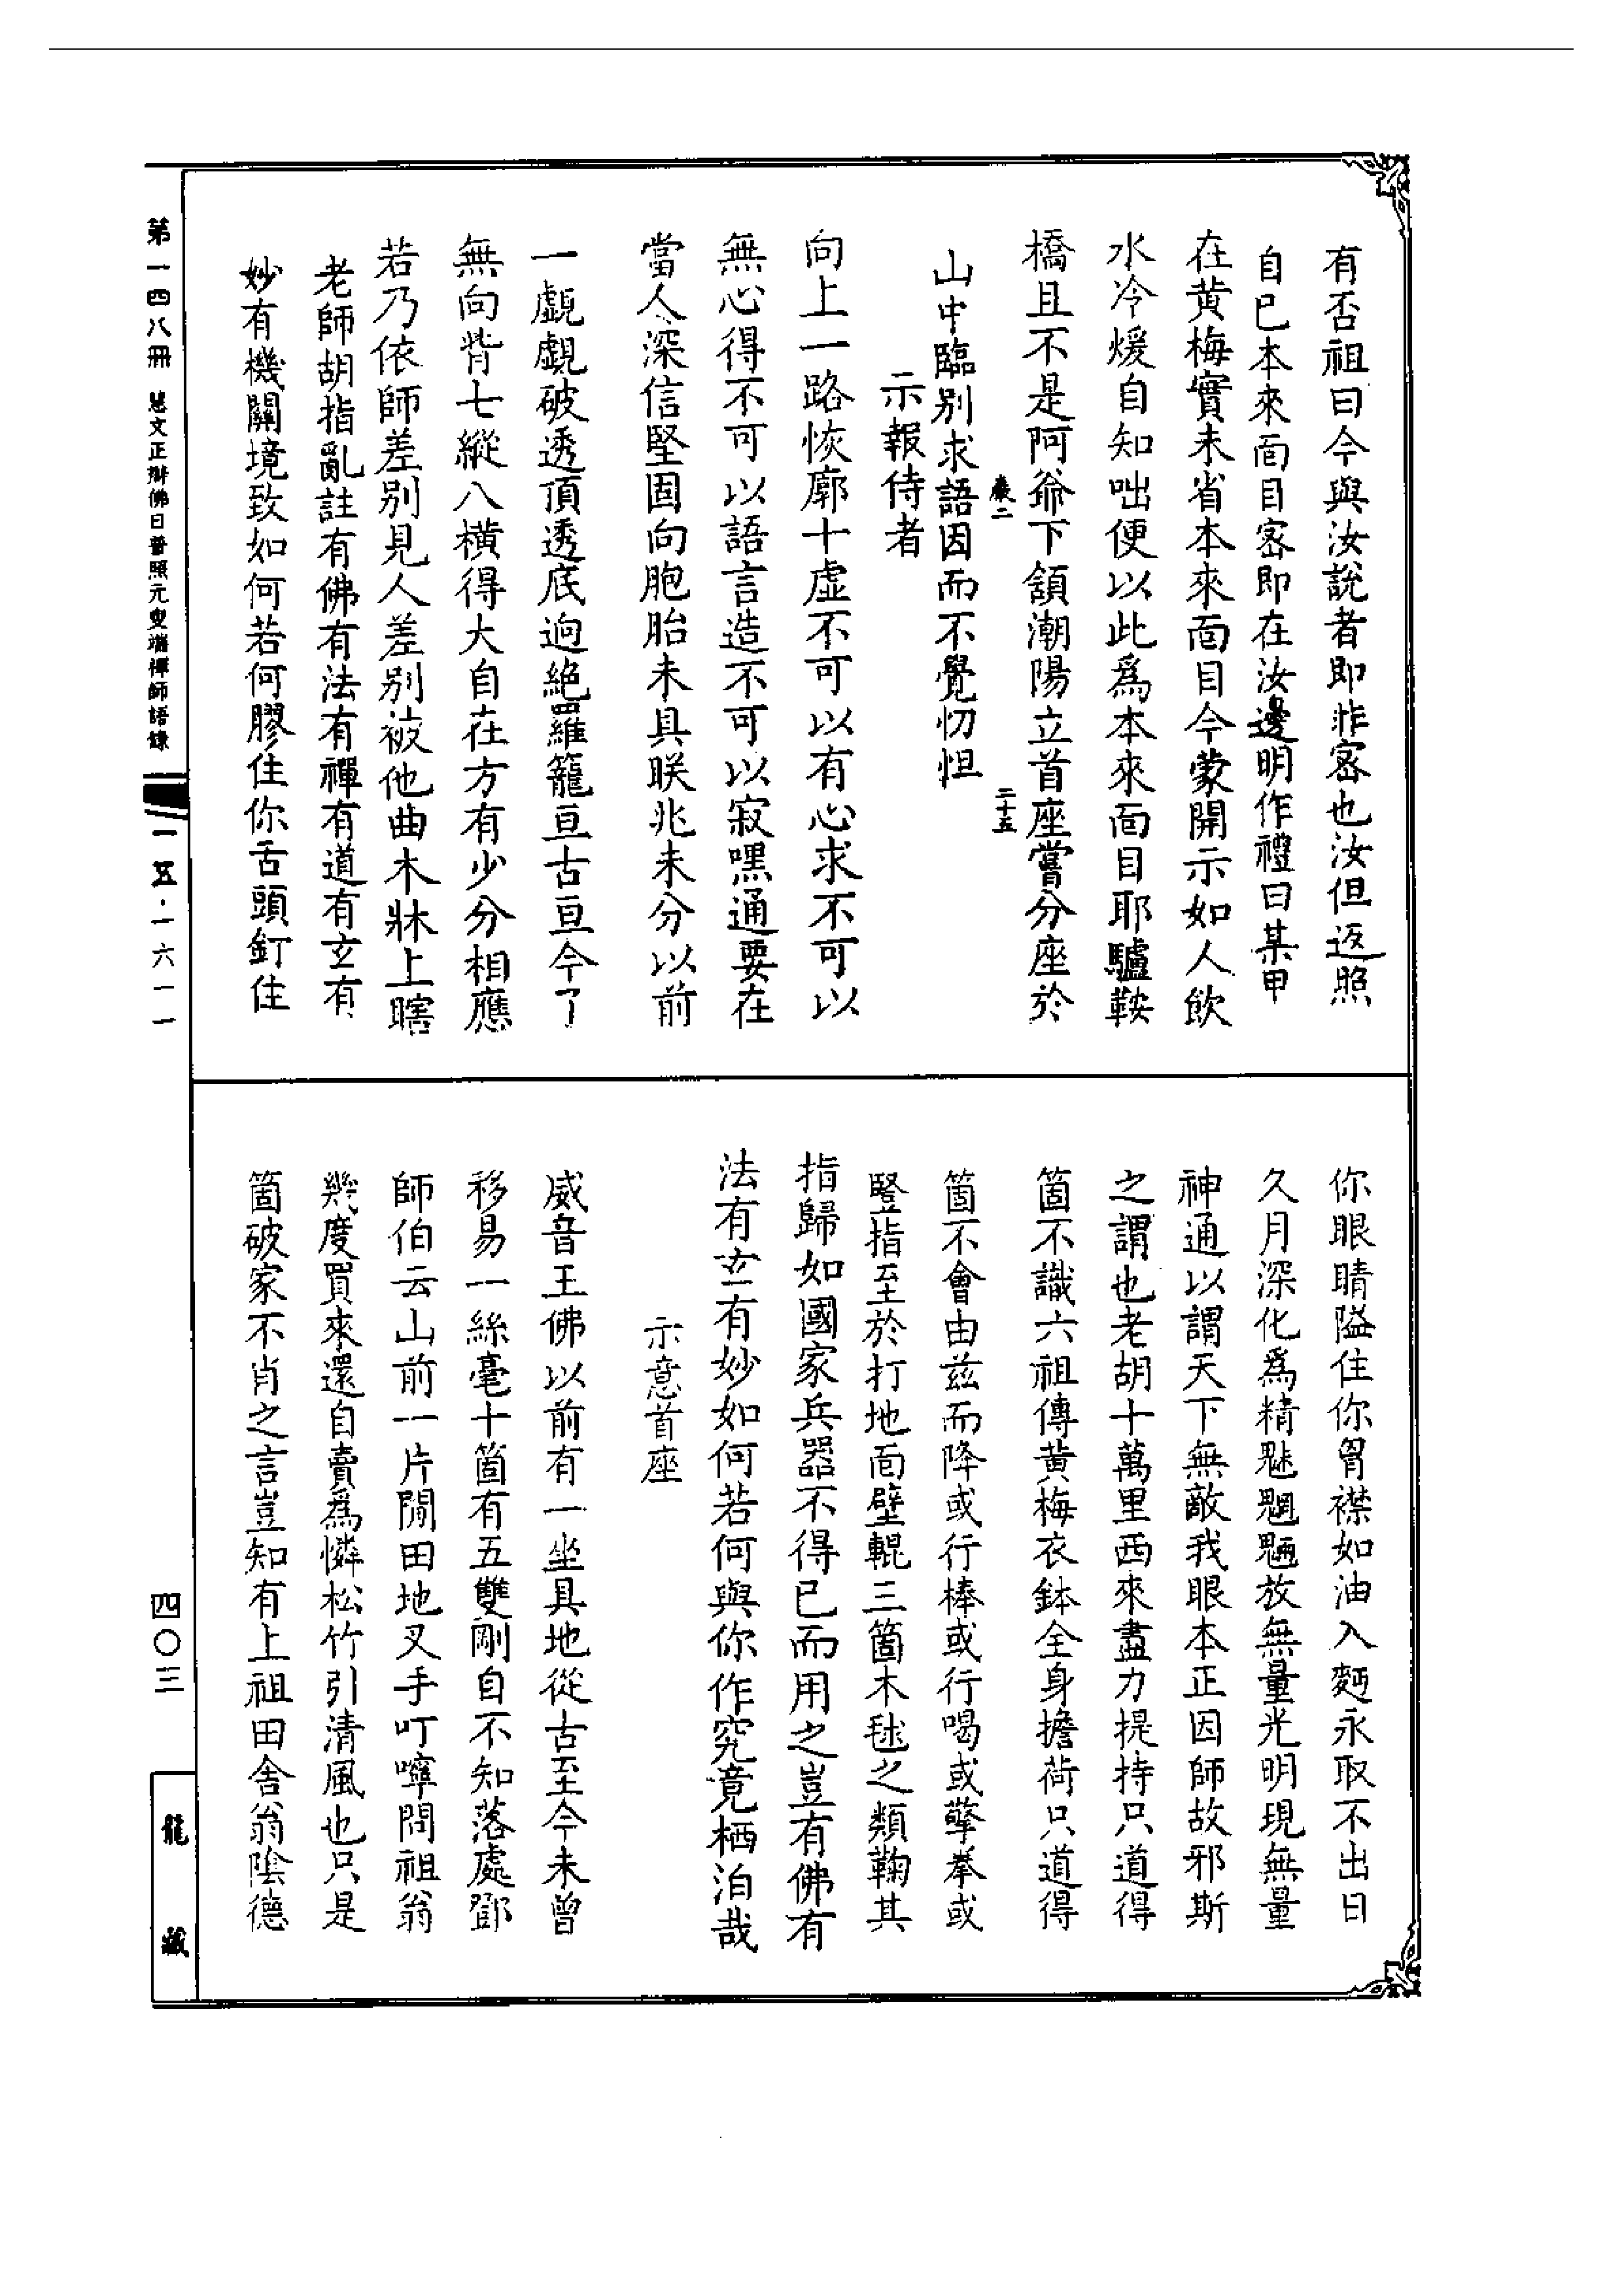 有否祖曰今與汝說者即非密也汝但返照
自已本來面目密即在汝邊明作禮曰某甲
在黃梅實未省本來面目今蒙開示如人飲
水冷煖自知咄便以此爲本來面目耶驢鞍
橋且不是阿爺下頷潮陽立首座嘗分座於
二十五
山中臨別求語因而不覺忉怛
示報侍者
向上一路恢廓十虛不可以有心求不可以
無心得不可以語言造不可以寂嘿通要在
當人深信堅固向胞胎未具眹兆未分以前
一覷覷破透頂透底逈絶羅籠亘古亘今了
無向背七縱八橫得大自在方有少分相應
若乃依師差別見人差別被他曲木牀上瞎
老師胡指亂註有佛有法有禪有道有玄有
妙有機關境致如何若何膠住你舌頭釘住
你眼睛隘住你胷襟如油入麪永取不出日
久月深化爲精魅魍魎放無量光明現無量
神通以謂天下無敵我眼本正因師故邪斯
之謂也老胡十萬里西來盡力提持只道得
箇不識六祖傳黃梅衣鉢全身擔荷只道得
箇不會由茲而降或行棒或行喝或擎拳或
豎指至於打地面壁輥三箇木毬之類鞠其
指歸如國家兵器不得已而用之豈有佛有
法有玄有妙如何若何與你作究竟栖泊哉
示意首座
威音王佛以前有一坐具地從古至今未曾
移易一絲毫十箇有五雙剛自不知落處鄧
師伯云山前一片閒田地叉手叮嚀問祖翁
幾度買來還自賣爲憐松竹引清風也只是
箇破家不肖之言豈知有上祖田舍翁陰德
第一四八冊 慧文正辯佛日普照元叟端禪師語錄
一五·一六一一
四〇三
龍藏